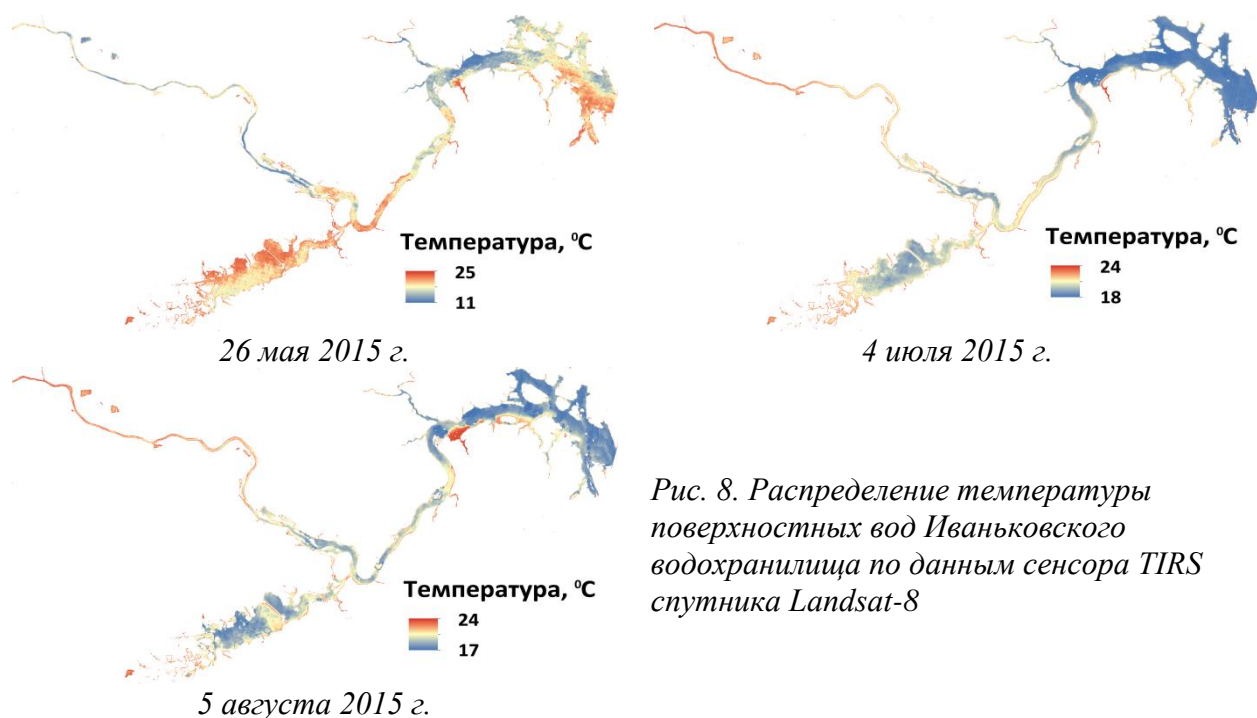 Температура, ⁰C
25
11
26 мая 2015 г.
Температура, ⁰C
24
18
4 июля 2015 г.
Температура, ⁰C
24
17
5 августа 2015 г.
Рис. 8. Распределение температуры
поверхностных вод Иваньковского
водохранилища по данным сенсора TIRS
спутника Landsat-8